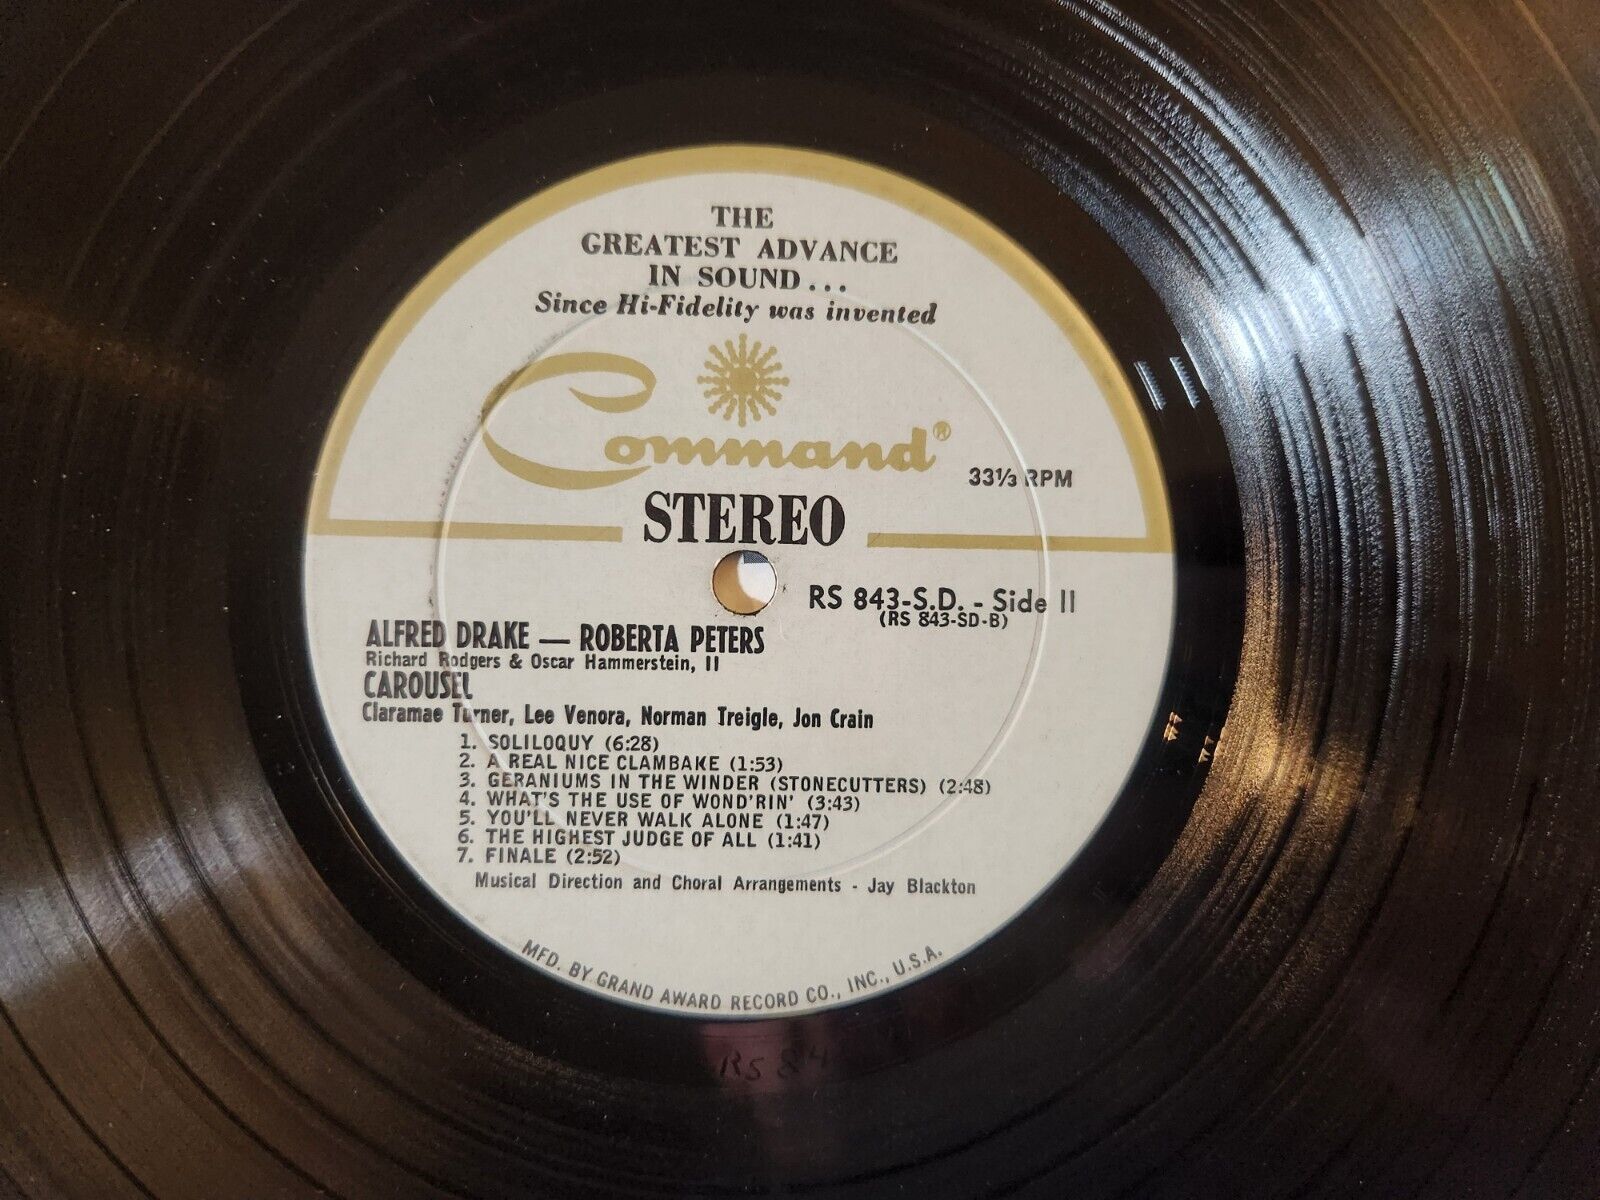 THE
GREATEST ADVANCE
IN SOUND...
Since Hi-Fidelity was invented
Command®
33⅓ RPM
STEREO
RS 843-S.D. - Side II
(RS 843-SD-B)
ALFRED DRAKE — ROBERTA PETERS
Richard Rodgers & Oscar Hammerstein, II
CAROUSEL
Claramae Turner, Lee Venora, Norman Treigle, Jon Crain
1. SOLILOQUY (6:28)
2. A REAL NICE CLAMBAKE (1:53)
3. GERANIUMS IN THE WINDER (STONECUTTERS) (2:48)
4. WHAT'S THE USE OF WOND'RIN' (3:43)
5. YOU'LL NEVER WALK ALONE (1:47)
6. THE HIGHEST JUDGE OF ALL (1:41)
7. FINALE (2:52)
Musical Direction and Choral Arrangements - Jay Blackton
MFD. BY GRAND AWARD RECORD CO., INC., U.S.A.
RS 84